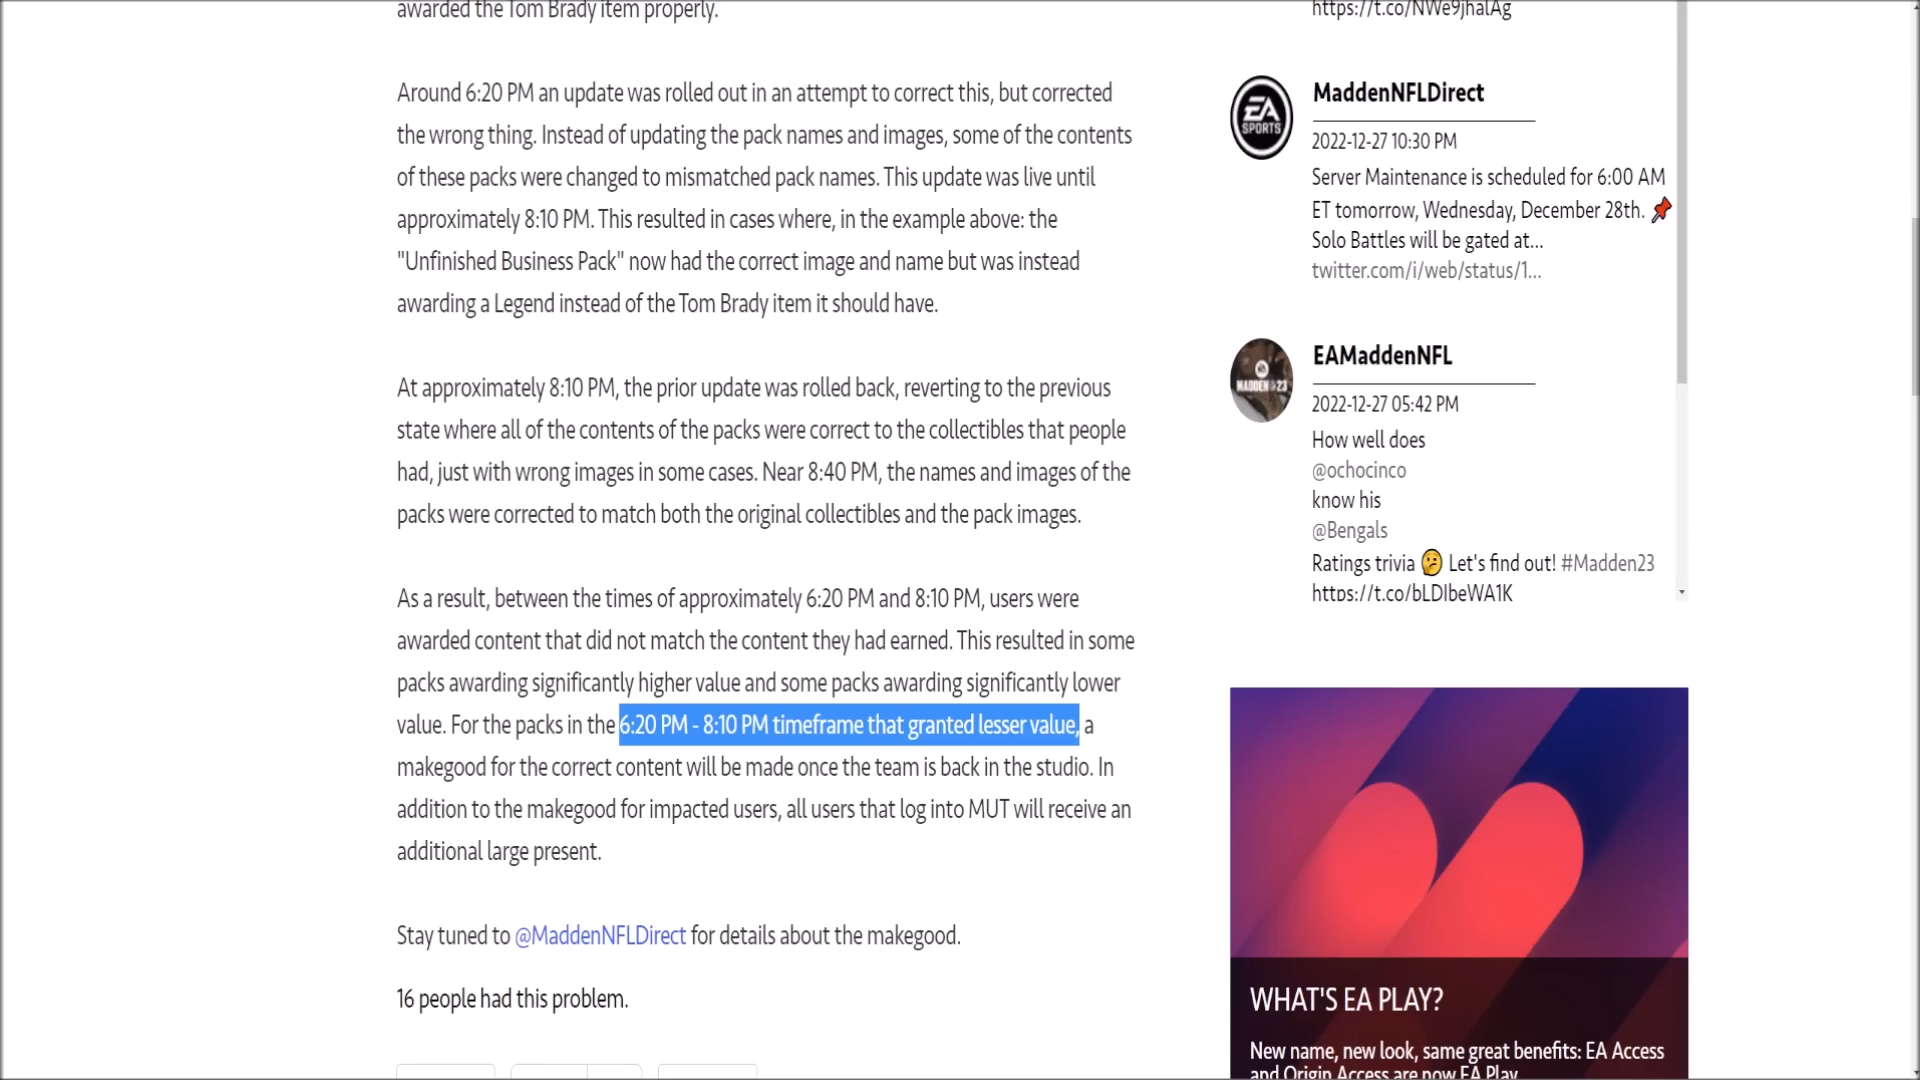 awarded the Tom Brady item properly.
Around 6:20 PM an update was rolled out in an attempt to correct this, but corrected
the wrong thing. Instead of updating the pack names and images, some of the contents
of these packs were changed to mismatched pack names. This update was live until
approximately 8:10 PM. This resulted in cases where, in the example above: the
"Unfinished Business Pack" now had the correct image and name but was instead
awarding a Legend instead of the Tom Brady item it should have.
At approximately 8:10 PM, the prior update was rolled back, reverting to the previous
state where all of the contents of the packs were correct to the collectibles that people
had, just with wrong images in some cases. Near 8:40 PM, the names and images of the
packs were corrected to match both the original collectibles and the pack images.
As a result, between the times of approximately 6:20 PM and 8:10 PM, users were
awarded content that did not match the content they had earned. This resulted in some
packs awarding significantly higher value and some packs awarding significantly lower
value. For the packs in the 6:20 PM - 8:10 PM timeframe that granted lesser value, a
makegood for the correct content will be made once the team is back in the studio. In
addition to the makegood for impacted users, all users that log into MUT will receive an
additional large present.
Stay tuned to @MaddenNFLDirect for details about the makegood.
16 people had this problem.
https://t.co/NWe9jhalAg
EA
SPORTS
MaddenNFLDirect
2022-12-27 10:30 PM
Server Maintenance is scheduled for 6:00 AM
ET tomorrow, Wednesday, December 28th. 📌
Solo Battles will be gated at...
twitter.com/i/web/status/1...
MADDEN 23
EAMaddenNFL
2022-12-27 05:42 PM
How well does
@ochocinco
know his
@Bengals
Ratings trivia 🤔 Let's find out! #Madden23
https://t.co/bLDIbeWA1K
WHAT'S EA PLAY?
New name, new look, same great benefits: EA Access
and Origin Access are now EA Play.